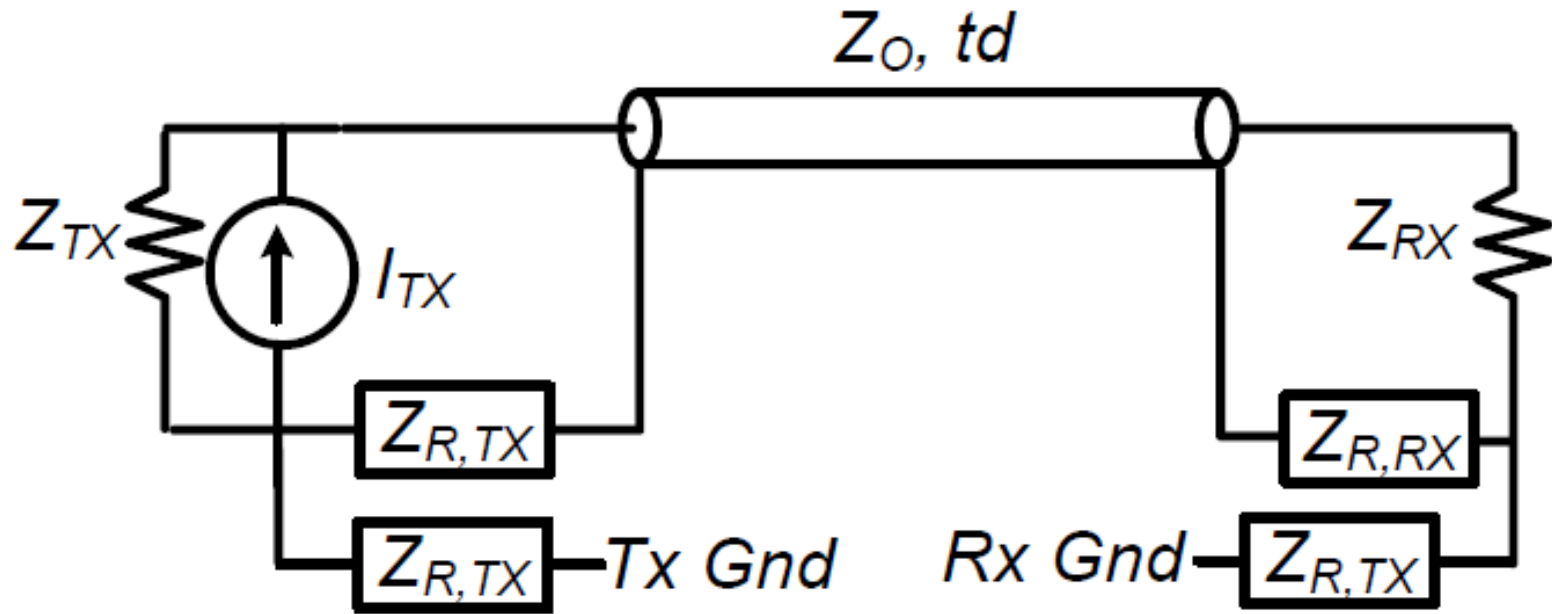 Z_O, td
Z_TX
I_TX
Z_RX
Z_R,TX
Z_R,RX
Z_R,TX Tx Gnd
Rx Gnd Z_R,TX